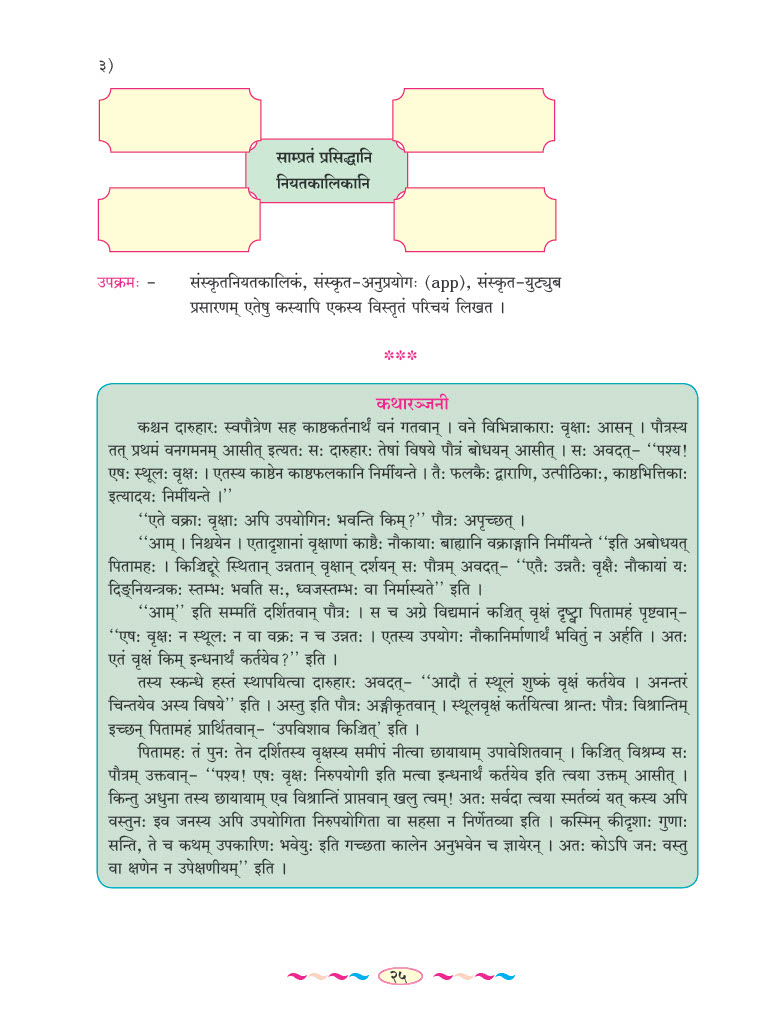 ३)
साम्प्रतं प्रसिद्धानि
नियतकालिकानि
उपक्रमः - संस्कृतनियतकालिकं, संस्कृत-अनुप्रयोगः (app), संस्कृत-युट्युब
प्रसारणम् एतेषु कस्यापि एकस्य विस्तृतं परिचयं लिखत ।
***
कथारञ्जनी
कश्चन दारुहारः स्वपौत्रेण सह काष्ठकर्तनार्थं वनं गतवान् । वने विभिन्नाकाराः वृक्षाः आसन् । पौत्रस्य
तत् प्रथमं वनगमनम् आसीत् इत्यतः सः दारुहारः तेषां विषये पौत्रं बोधयन् आसीत् । सः अवदत्- ‘‘पश्य!
एषः स्थूलः वृक्षः । एतस्य काष्ठेन काष्ठफलकानि निर्मीयन्ते । तैः फलकैः द्वाराणि, उत्पीठिकाः, काष्ठभित्तिकाः
इत्यादयः निर्मीयन्ते ।’’
‘‘एते वक्राः वृक्षाः अपि उपयोगिनः भवन्ति किम्?’’ पौत्रः अपृच्छत् ।
‘‘आम् । निश्चयेन । एतादृशानां वृक्षाणां काष्ठैः नौकायाः बाह्यानि वक्राङ्गानि निर्मीयन्ते ‘‘इति अबोधयत्
पितामहः । किञ्चिद्दूरे स्थितान् उन्नतान् वृक्षान् दर्शयन् सः पौत्रम् अवदत्- ‘‘एतैः उन्नतैः वृक्षैः नौकायां यः
दिङ्नियन्त्रकः स्तम्भः भवति सः, ध्वजस्तम्भः वा निर्मास्यते’’ इति ।
‘‘आम्’’ इति सम्मतिं दर्शितवान् पौत्रः । स च अग्रे विद्यमानं कञ्चित् वृक्षं दृष्ट्वा पितामहं पृष्टवान्-
‘‘एषः वृक्षः न स्थूलः न वा वक्रः न च उन्नतः । एतस्य उपयोगः नौकानिर्माणार्थं भवितुं न अर्हति । अतः
एतं वृक्षं किम् इन्धनार्थं कर्तयेव?’’ इति ।
तस्य स्कन्धे हस्तं स्थापयित्वा दारुहारः अवदत्- ‘‘आदौ तं स्थूलं शुष्कं वृक्षं कर्तयेव । अनन्तरं
चिन्तयेव अस्य विषये’’ इति । अस्तु इति पौत्रः अङ्गीकृतवान् । स्थूलवृक्षं कर्तयित्वा श्रान्तः पौत्रः विश्रान्तिम्
इच्छन् पितामहं प्रार्थितवान्- ‘उपविशाव किञ्चित्’ इति ।
पितामहः तं पुनः तेन दर्शितस्य वृक्षस्य समीपं नीत्वा छायायाम् उपावेशितवान् । किञ्चित् विश्रम्य सः
पौत्रम् उक्तवान्- ‘‘पश्य! एषः वृक्षः निरुपयोगी इति मत्वा इन्धनार्थं कर्तयेव इति त्वया उक्तम् आसीत् ।
किन्तु अधुना तस्य छायायाम् एव विश्रान्तिं प्राप्तवान् खलु त्वम्! अतः सर्वदा त्वया स्मर्तव्यं यत् कस्य अपि
वस्तुनः इव जनस्य अपि उपयोगिता निरुपयोगिता वा सहसा न निर्णेतव्या इति । कस्मिन् कीदृशाः गुणाः
सन्ति, ते च कथम् उपकारिणः भवेयुः इति गच्छता कालेन अनुभवेन च ज्ञायेरन् । अतः कोऽपि जनः वस्तु
वा क्षणेन न उपेक्षणीयम्’’ इति ।
२५